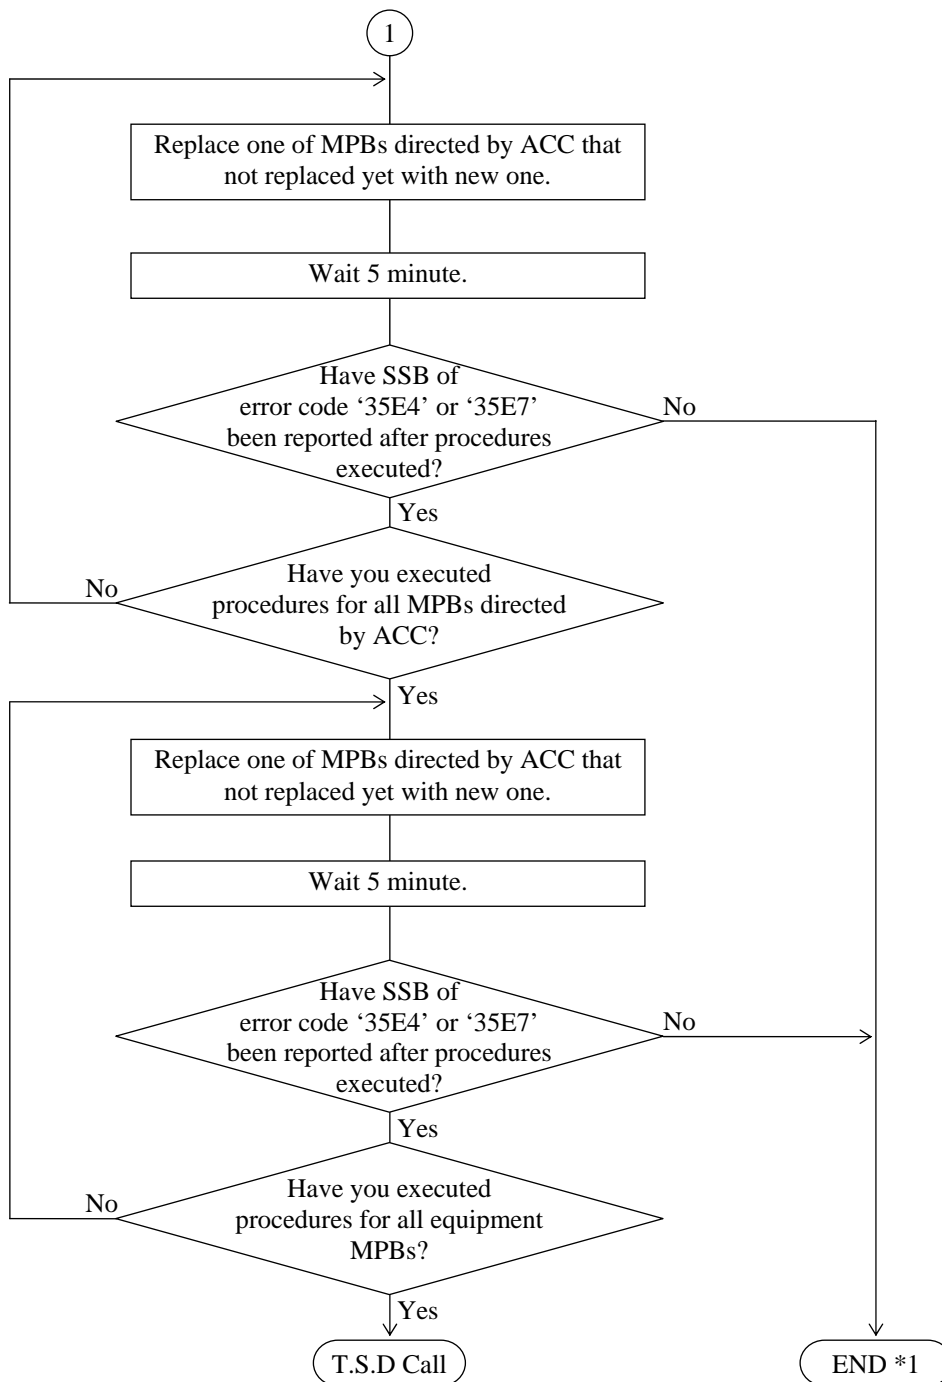 1
Replace one of MPBs directed by ACC that
not replaced yet with new one.
Wait 5 minute.
Have SSB of
error code ‘35E4’ or ‘35E7’
been reported after procedures
executed?
No
Yes
Have you executed
procedures for all MPBs directed
by ACC?
No
Yes
Replace one of MPBs directed by ACC that
not replaced yet with new one.
Wait 5 minute.
Have SSB of
error code ‘35E4’ or ‘35E7’
been reported after procedures
executed?
No
Yes
Have you executed
procedures for all equipment
MPBs?
No
Yes
T.S.D Call
END *1